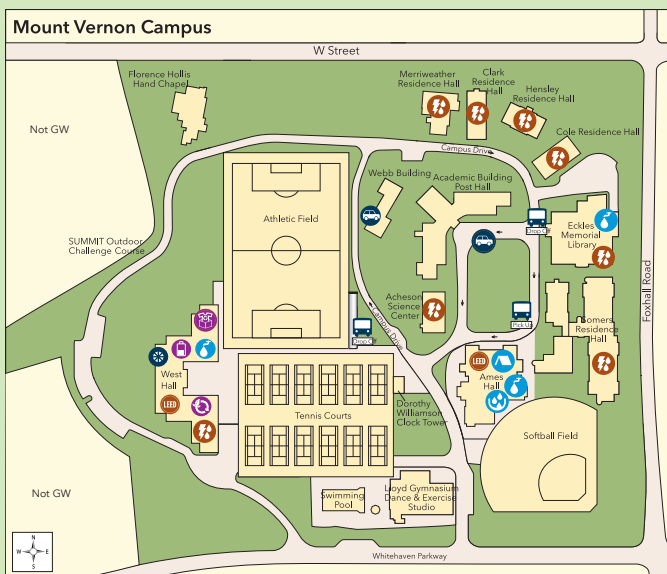 Mount Vernon Campus
W Street
Florence Hollis
Hand Chapel
Merriweather
Residence Hall
Clark
Residence
Hall
Hensley
Residence Hall
Cole Residence Hall
Not GW
Campus Drive
Webb Building
Academic Building
Post Hall
Athletic Field
Drop Off
Eckles
Memorial
Library
SUMMIT Outdoor
Challenge Course
Foxhall Road
Acheson
Science
Center
Pick Up
Somers
Residence
Hall
Campus Drive
Drop Off
West
Hall
LEED
LEED
Ames
Hall
Dorothy
Williamson
Clock Tower
Tennis Courts
Softball Field
Not GW
Swimming
Pool
Lloyd Gymnasium
Dance & Exercise
Studio
Whitehaven Parkway
N
W
E
S